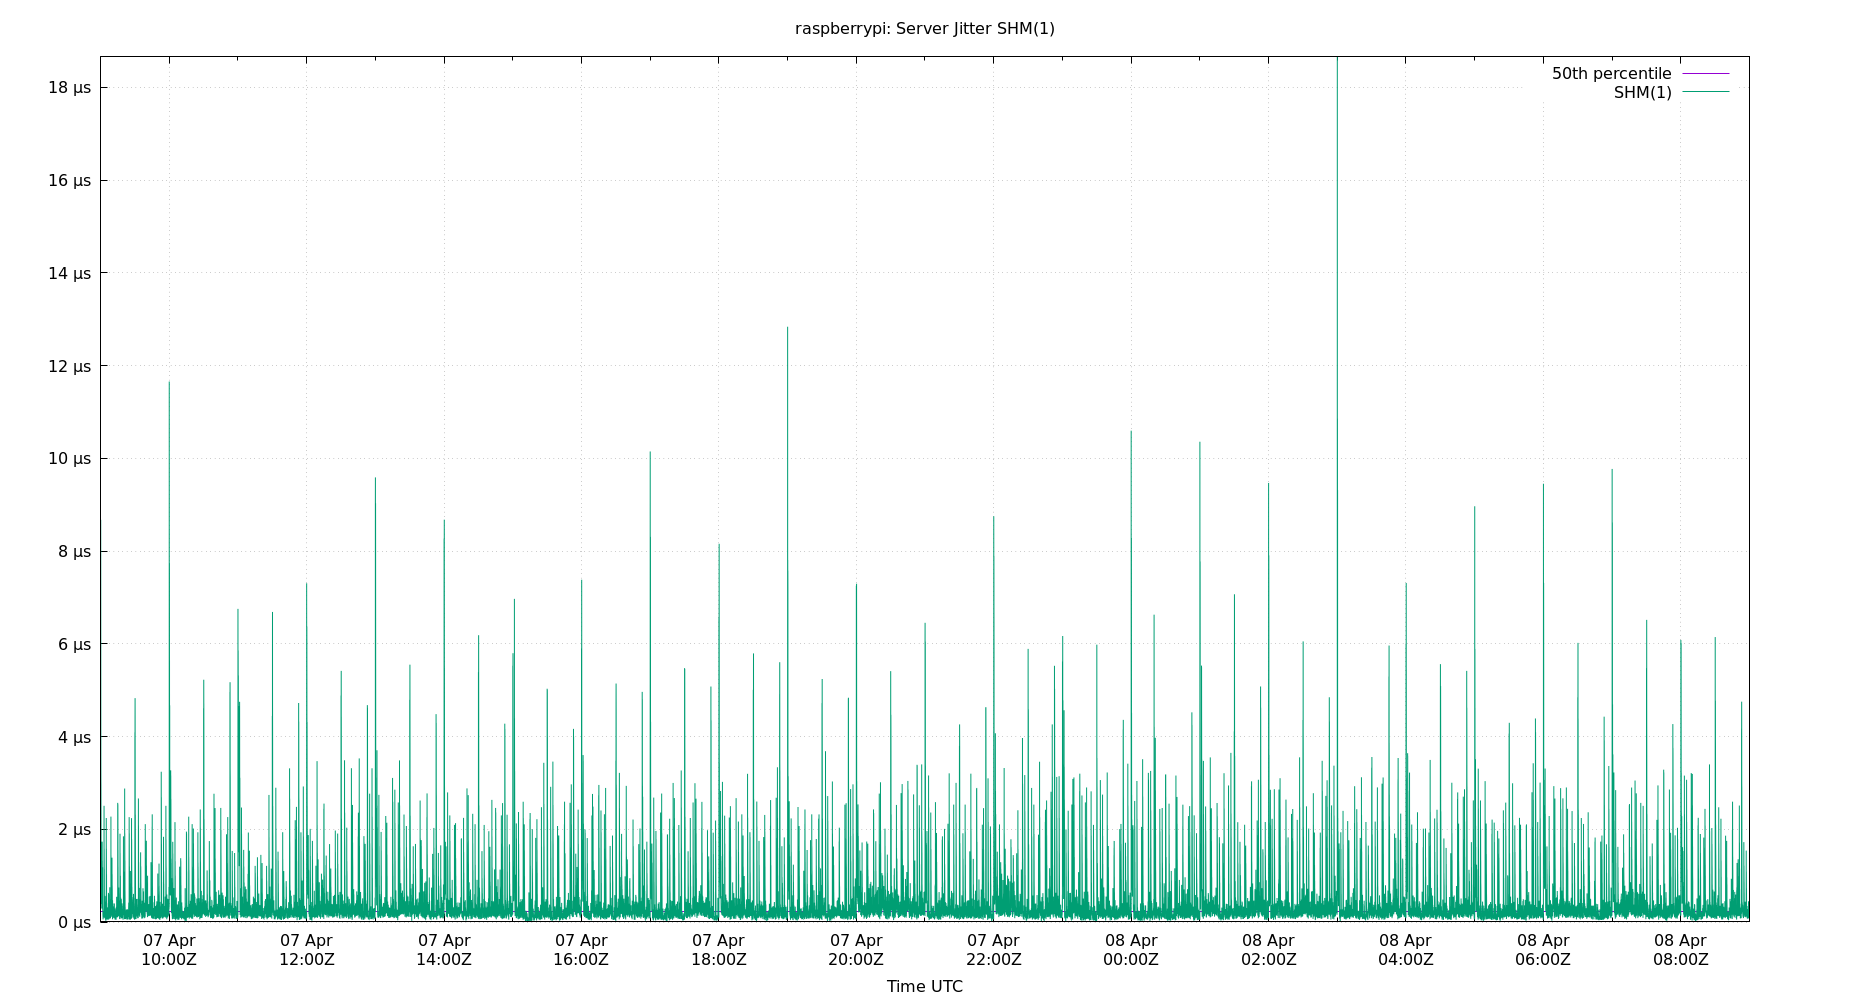 raspberrypi: Server Jitter SHM(1)
50th percentile
SHM(1)
18 µs
16 µs
14 µs
12 µs
10 µs
8 µs
6 µs
4 µs
2 µs
0 µs
07 Apr 07 Apr 07 Apr 07 Apr 07 Apr 07 Apr 07 Apr 08 Apr 08 Apr 08 Apr 08 Apr 08 Apr
10:00Z 12:00Z 14:00Z 16:00Z 18:00Z 20:00Z 22:00Z 00:00Z 02:00Z 04:00Z 06:00Z 08:00Z
Time UTC